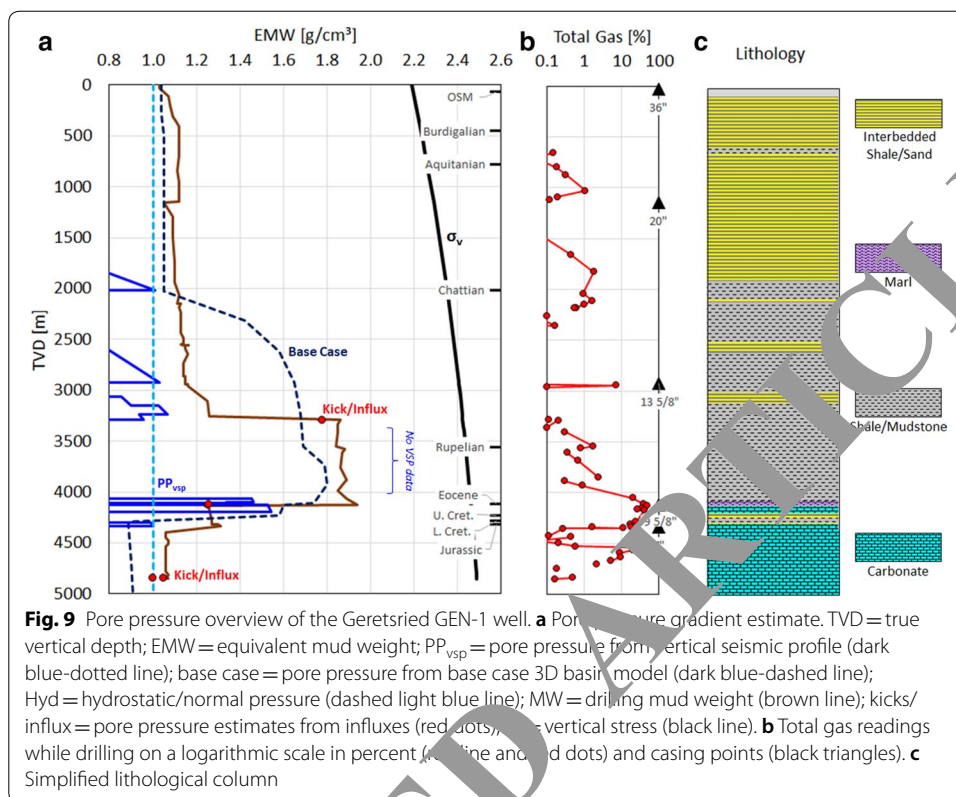 a
EMW [g/cm³]
0.8 1.0 1.2 1.4 1.6 1.8 2.0 2.2 2.4 2.6
TVD [m]
0
500
1000
1500
2000
2500
3000
3500
4000
4500
5000
OSM
Burdigalian
Aquitanian
σv
Chattian
Base Case
Kick/Influx
No VSP data
Rupelian
PPvsp
Eocene
U. Cret.
L. Cret.
Jurassic
Kick/Influx
b
Total Gas [%]
0.1 1 10 100
36"
20"
13 5/8"
9 5/8"
c
Lithology
Interbedded
Shale/Sand
Marl
Shale/Mudstone
Carbonate
Fig. 9 Pore pressure overview of the Geretsried GEN-1 well. a gradient estimate. TVD = true
vertical depth; EMW = equivalent mud weight; PPvsp = pore pressure from vertical seismic profile (dark
blue-dotted line); base case = pore pressure from base case 3D basin model (dark blue-dashed line);
Hyd = hydrostatic/normal pressure (dashed light blue line); MW = drilling mud weight (brown line); kicks/
influx = pore pressure estimates from influxes (red dots); = vertical stress (black line). b Total gas readings
while drilling on a logarithmic scale in percent ( line and dots) and casing points (black triangles). c
Simplified lithological column